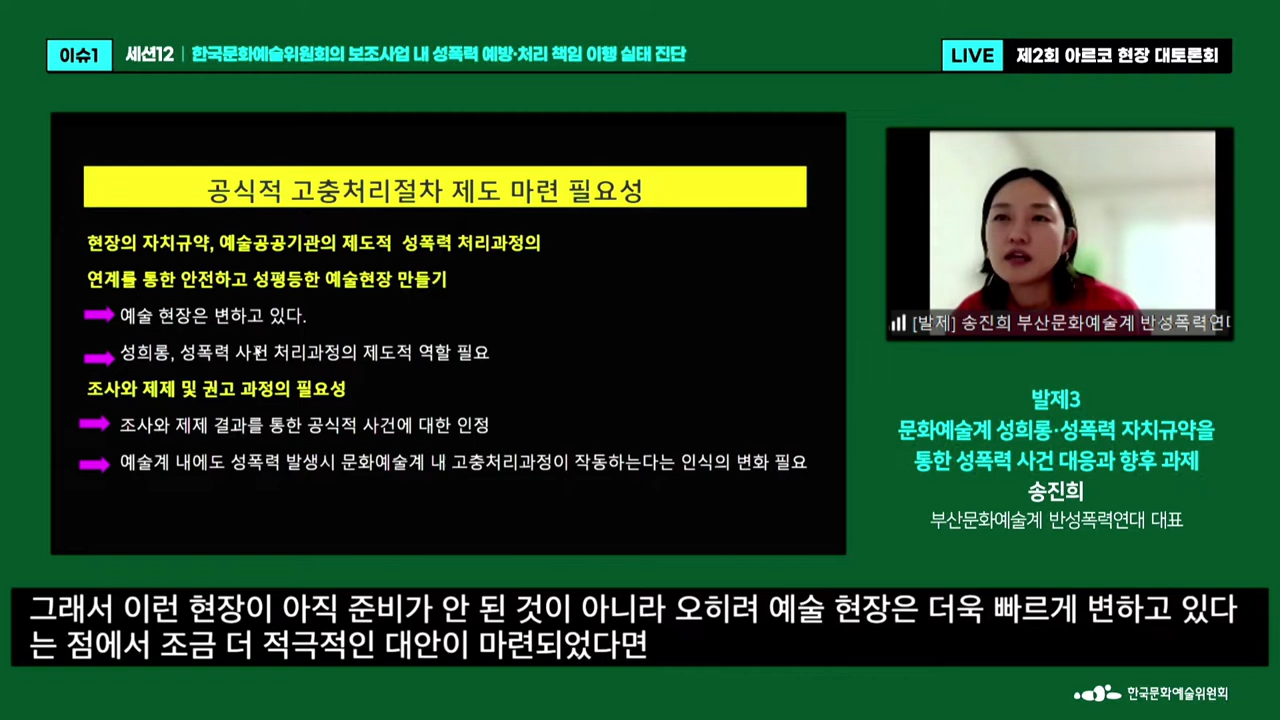 이슈1
세션12 | 한국문화예술위원회의 보조사업 내 성폭력 예방·처리 책임 이행 실태 진단
LIVE
제2회 아르코 현장 대토론회
공식적 고충처리절차 제도 마련 필요성
현장의 자치규약, 예술공공기관의 제도적 성폭력 처리과정의
연계를 통한 안전하고 성평등한 예술현장 만들기
예술 현장은 변하고 있다.
성희롱, 성폭력 사건 처리과정의 제도적 역할 필요
조사와 제제 및 권고 과정의 필요성
조사와 제제 결과를 통한 공식적 사건에 대한 인정
예술계 내에도 성폭력 발생시 문화예술계 내 고충처리과정이 작동하는다는 인식의 변화 필요
[발제] 송진희 부산문화예술계 반성폭력연
발제3
문화예술계 성희롱·성폭력 자치규약을
통한 성폭력 사건 대응과 향후 과제
송진희
부산문화예술계 반성폭력연대 대표
그래서 이런 현장이 아직 준비가 안 된 것이 아니라 오히려 예술 현장은 더욱 빠르게 변하고 있다
는 점에서 조금 더 적극적인 대안이 마련되었다면
한국문화예술위원회